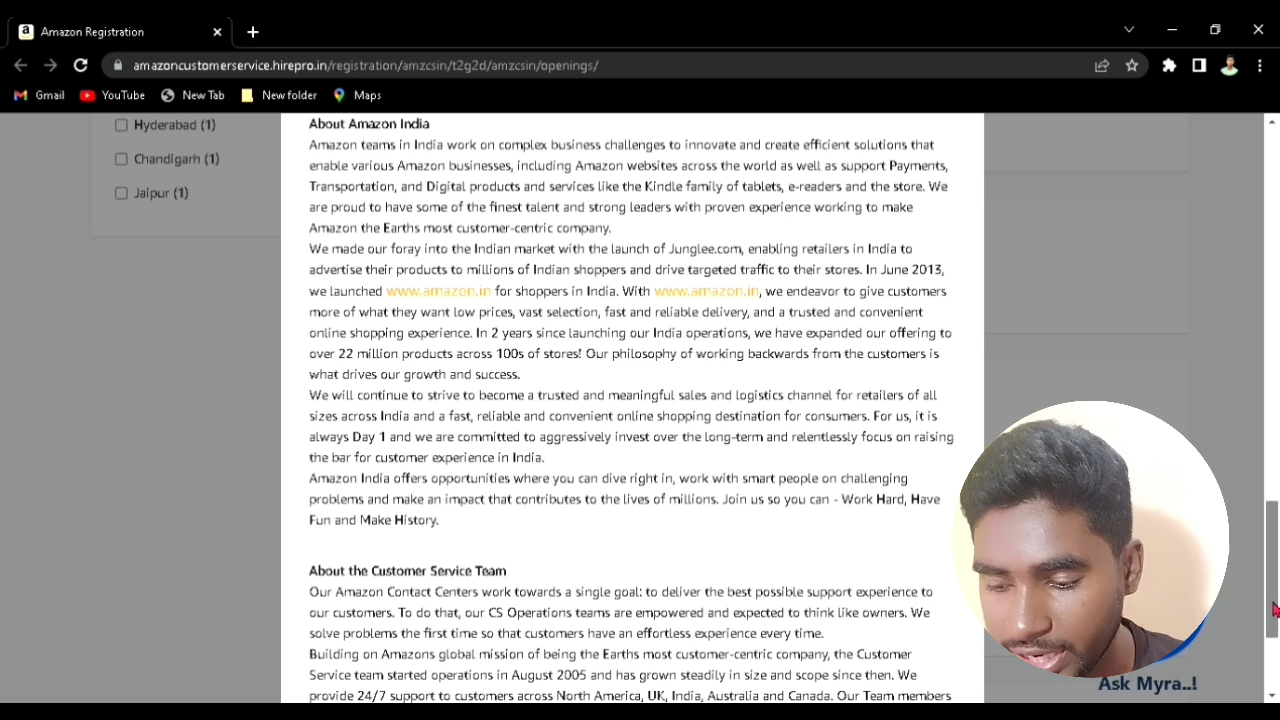 a Amazon Registration
amazoncustomerservice.hirepro.in/registration/amzcsin/t2g2d/amzcsin/openings/
Gmail YouTube New Tab New folder Maps
Hyderabad (1)
Chandigarh (1)
Jaipur (1)
About Amazon India
Amazon teams in India work on complex business challenges to innovate and create efficient solutions that
enable various Amazon businesses, including Amazon websites across the world as well as support Payments,
Transportation, and Digital products and services like the Kindle family of tablets, e-readers and the store. We
are proud to have some of the finest talent and strong leaders with proven experience working to make
Amazon the Earths most customer-centric company.
We made our foray into the Indian market with the launch of Junglee.com, enabling retailers in India to
advertise their products to millions of Indian shoppers and drive targeted traffic to their stores. In June 2013,
we launched www.amazon.in for shoppers in India. With www.amazon.in, we endeavor to give customers
more of what they want low prices, vast selection, fast and reliable delivery, and a trusted and convenient
online shopping experience. In 2 years since launching our India operations, we have expanded our offering to
over 22 million products across 100s of stores! Our philosophy of working backwards from the customers is
what drives our growth and success.
We will continue to strive to become a trusted and meaningful sales and logistics channel for retailers of all
sizes across India and a fast, reliable and convenient online shopping destination for consumers. For us, it is
always Day 1 and we are committed to aggressively invest over the long-term and relentlessly focus on raising
the bar for customer experience in India.
Amazon India offers opportunities where you can dive right in, work with smart people on challenging
problems and make an impact that contributes to the lives of millions. Join us so you can - Work Hard, Have
Fun and Make History.
About the Customer Service Team
Our Amazon Contact Centers work towards a single goal: to deliver the best possible support experience to
our customers. To do that, our CS Operations teams are empowered and expected to think like owners. We
solve problems the first time so that customers have an effortless experience every time.
Building on Amazons global mission of being the Earths most customer-centric company, the Customer
Service team started operations in August 2005 and has grown steadily in size and scope since then. We
provide 24/7 support to customers across North America, UK, India, Australia and Canada. Our Team members
Ask Myra..!